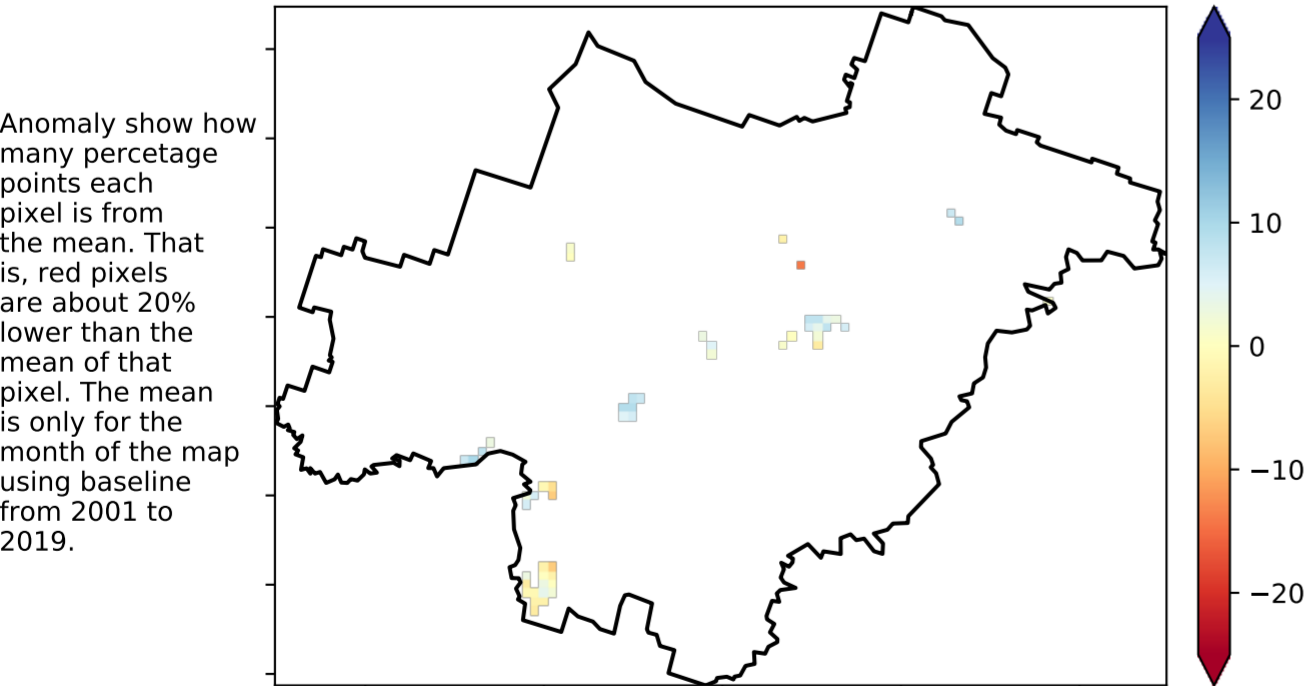 Anomaly show how
many percetage
points each
pixel is from
the mean. That
is, red pixels
are about 20%
lower than the
mean of that
pixel. The mean
is only for the
month of the map
using baseline
from 2001 to
2019.
20
10
0
−10
−20